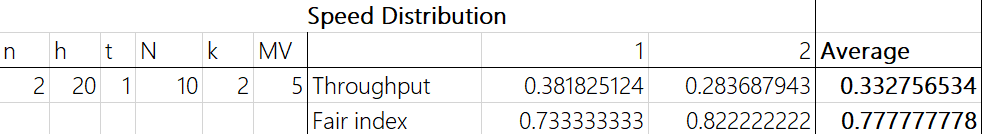 Speed Distribution
n h t N k MV 1 2 Average
2 20 1 10 2 5 Throughput 0.381825124 0.283687943 0.332756534
Fair index 0.733333333 0.822222222 0.777777778